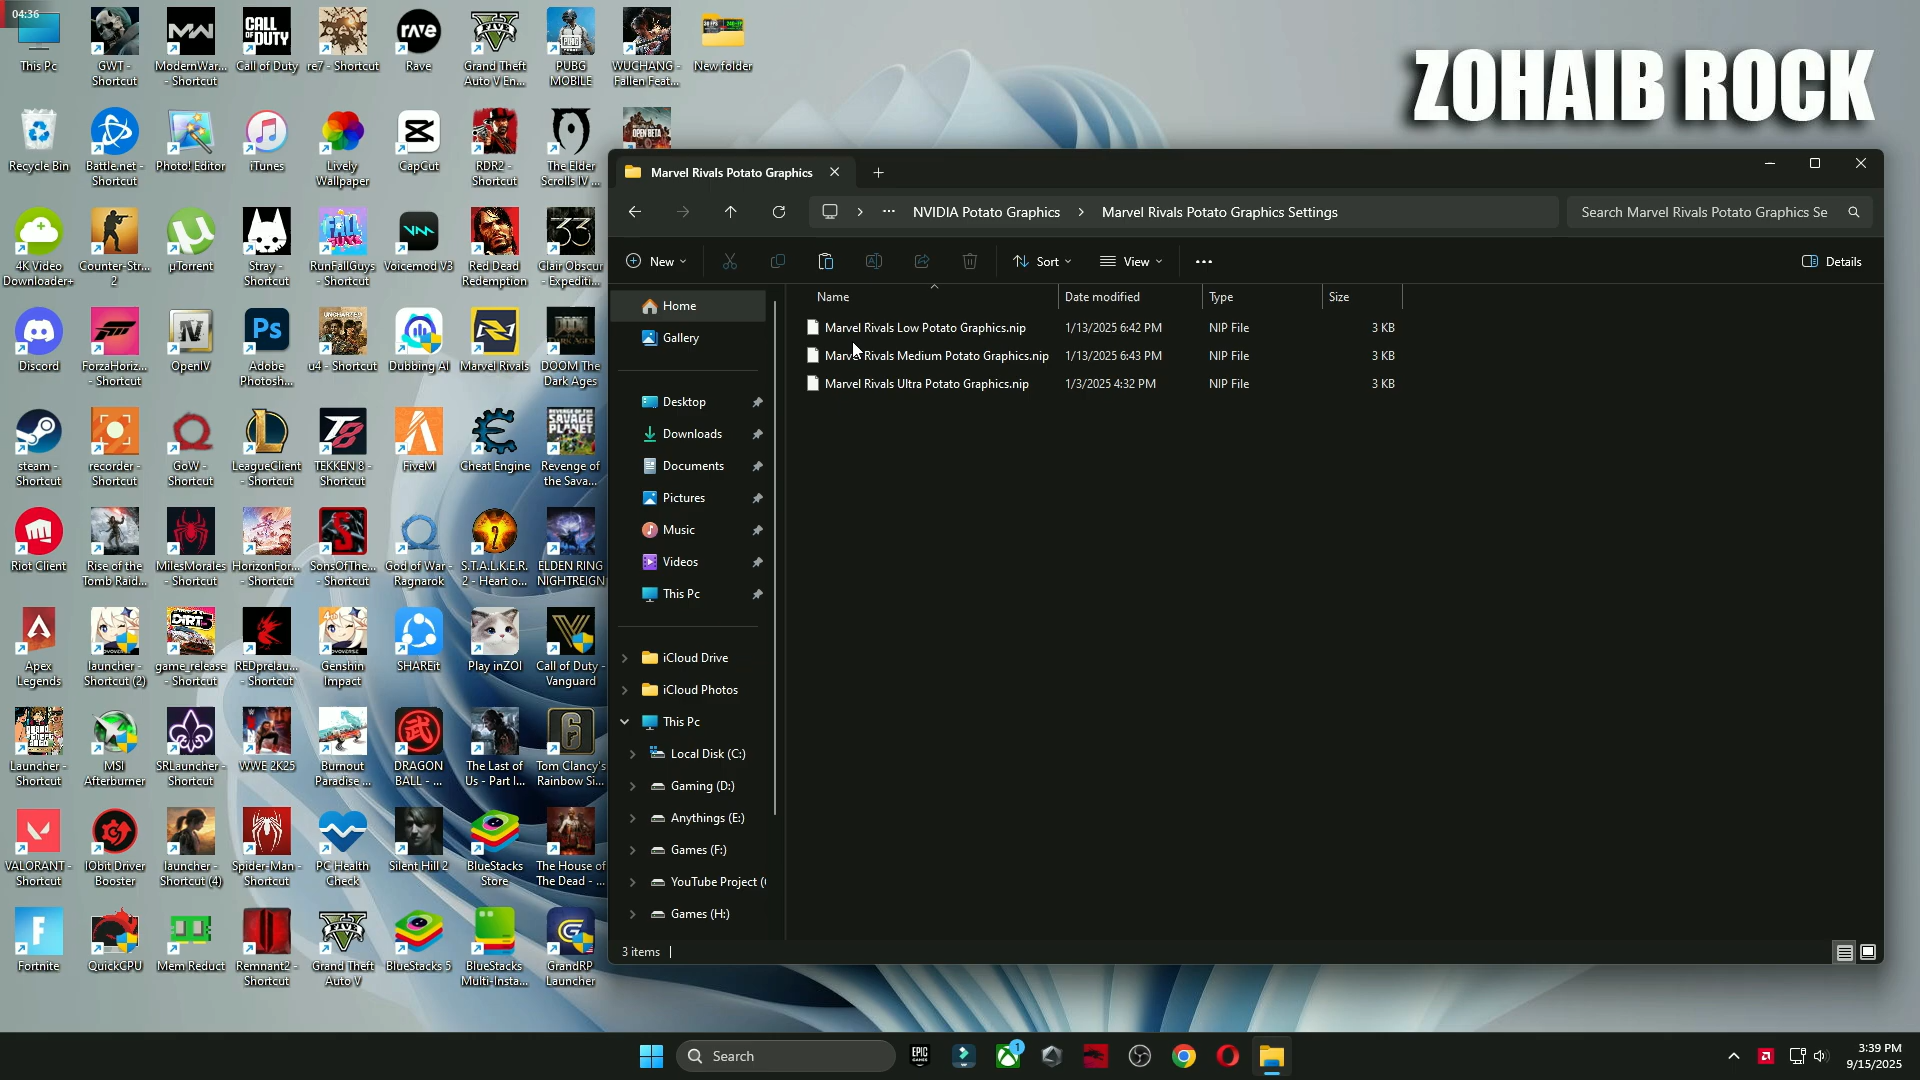 04:36
This Pc
GWT - Shortcut
ModernWar... - Shortcut
Call of Duty
re7 - Shortcut
Rave
Grand Theft Auto V En...
PUBG MOBILE
WUCHANG - Fallen Feat...
New folder
ZOHAIB ROCK
Recycle Bin
Battle.net - Shortcut
Photo! Editor
iTunes
Lively Wallpaper
CapCut
RDR2 - Shortcut
The Elder Scrolls IV ...
OPEN BETA
4K Video Downloader+
Counter-Str... 2
µTorrent
Stray - Shortcut
RunFallGuys - Shortcut
Voicemod V3
Red Dead Redemption
Clair Obscur - Expediti...
Discord
ForzaHoriz... - Shortcut
OpenIV
Adobe Photosh...
u4 - Shortcut
Dubbing AI
Marvel Rivals
DOOM The Dark Ages
steam - Shortcut
recorder - Shortcut
GoW - Shortcut
LeagueClient - Shortcut
TEKKEN 8 - Shortcut
FiveM
Cheat Engine
Revenge of the Sava...
Riot Client
Rise of the Tomb Raid...
MilesMorales - Shortcut
HorizonFor... - Shortcut
SonsOfThe... - Shortcut
God of War - Ragnarok
S.T.A.L.K.E.R. 2 - Heart o...
ELDEN RING NIGHTREIGN
Apex Legends
launcher - Shortcut (2)
game_release - Shortcut
REDprelau... - Shortcut
Genshin Impact
SHAREit
Play inZOI
Call of Duty - Vanguard
Launcher - Shortcut
MSI Afterburner
SRLauncher - Shortcut
WWE 2K25
Burnout Paradise ...
DRAGON BALL - ...
The Last of Us - Part I...
Tom Clancy's Rainbow Si...
VALORANT - Shortcut
IObit Driver Booster
launcher - Shortcut (4)
Spider-Man - Shortcut
PC Health Check
Silent Hill 2
BlueStacks Store
The House of The Dead - ...
Fortnite
QuickCPU
Mem Reduct
Remnant2 - Shortcut
Grand Theft Auto V
BlueStacks 5
BlueStacks Multi-Insta...
GrandRP Launcher
Marvel Rivals Potato Graphics
NVIDIA Potato Graphics
Marvel Rivals Potato Graphics Settings
Search Marvel Rivals Potato Graphics Se
New
Sort
View
Details
Name
Date modified
Type
Size
Marvel Rivals Low Potato Graphics.nip 1/13/2025 6:42 PM NIP File 3 KB
Marvel Rivals Medium Potato Graphics.nip 1/13/2025 6:43 PM NIP File 3 KB
Marvel Rivals Ultra Potato Graphics.nip 1/3/2025 4:32 PM NIP File 3 KB
Home
Gallery
Desktop
Downloads
Documents
Pictures
Music
Videos
This Pc
iCloud Drive
iCloud Photos
This Pc
Local Disk (C:)
Gaming (D:)
Anythings (E:)
Games (F:)
YouTube Project (
Games (H:)
3 items
Search
EPIC GAMES
1
3:39 PM
9/15/2025